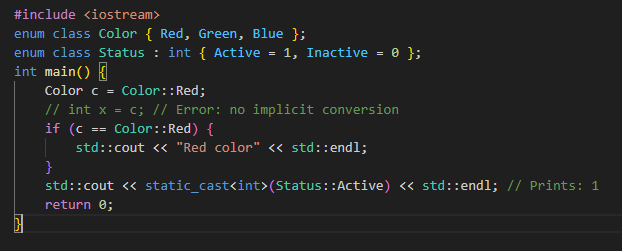 #include <iostream>
enum class Color { Red, Green, Blue };
enum class Status : int { Active = 1, Inactive = 0 };
int main() {
    Color c = Color::Red;
    // int x = c; // Error: no implicit conversion
    if (c == Color::Red) {
        std::cout << "Red color" << std::endl;
    }
    std::cout << static_cast<int>(Status::Active) << std::endl; // Prints: 1
    return 0;
}